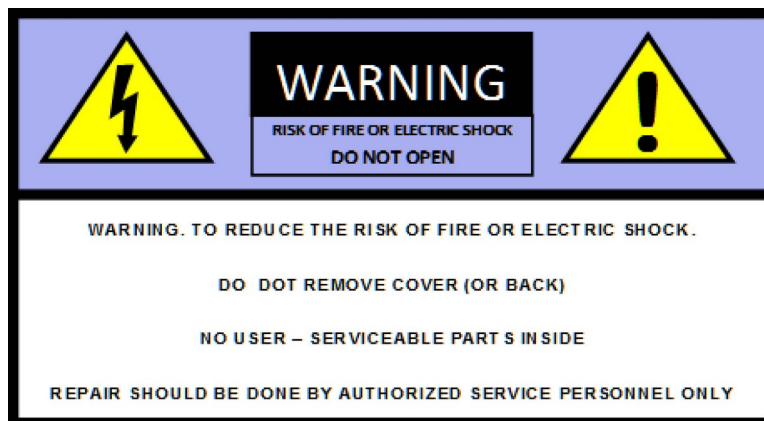 WARNING
RISK OF FIRE OR ELECTRIC SHOCK
DO NOT OPEN
WARNING. TO REDUCE THE RISK OF FIRE OR ELECTRIC SHOCK.
DO DOT REMOVE COVER (OR BACK)
NO USER – SERVICEABLE PART S INSIDE
REPAIR SHOULD BE DONE BY AUTHORIZED SERVICE PERSONNEL ONLY